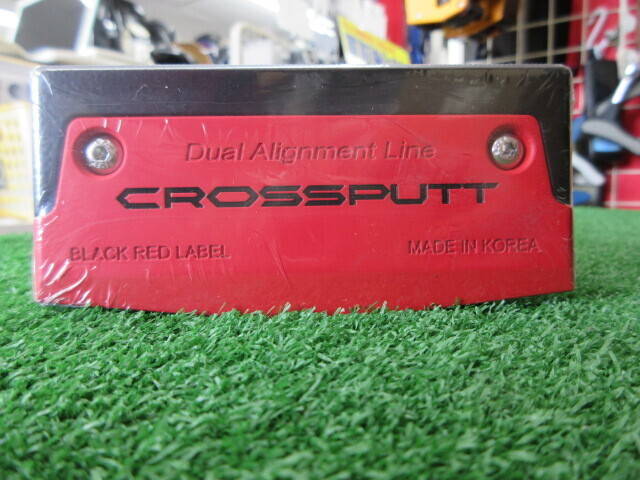 Dual Alignment Line
CROSSPUTT
BLACK RED LABEL
MADE IN KOREA